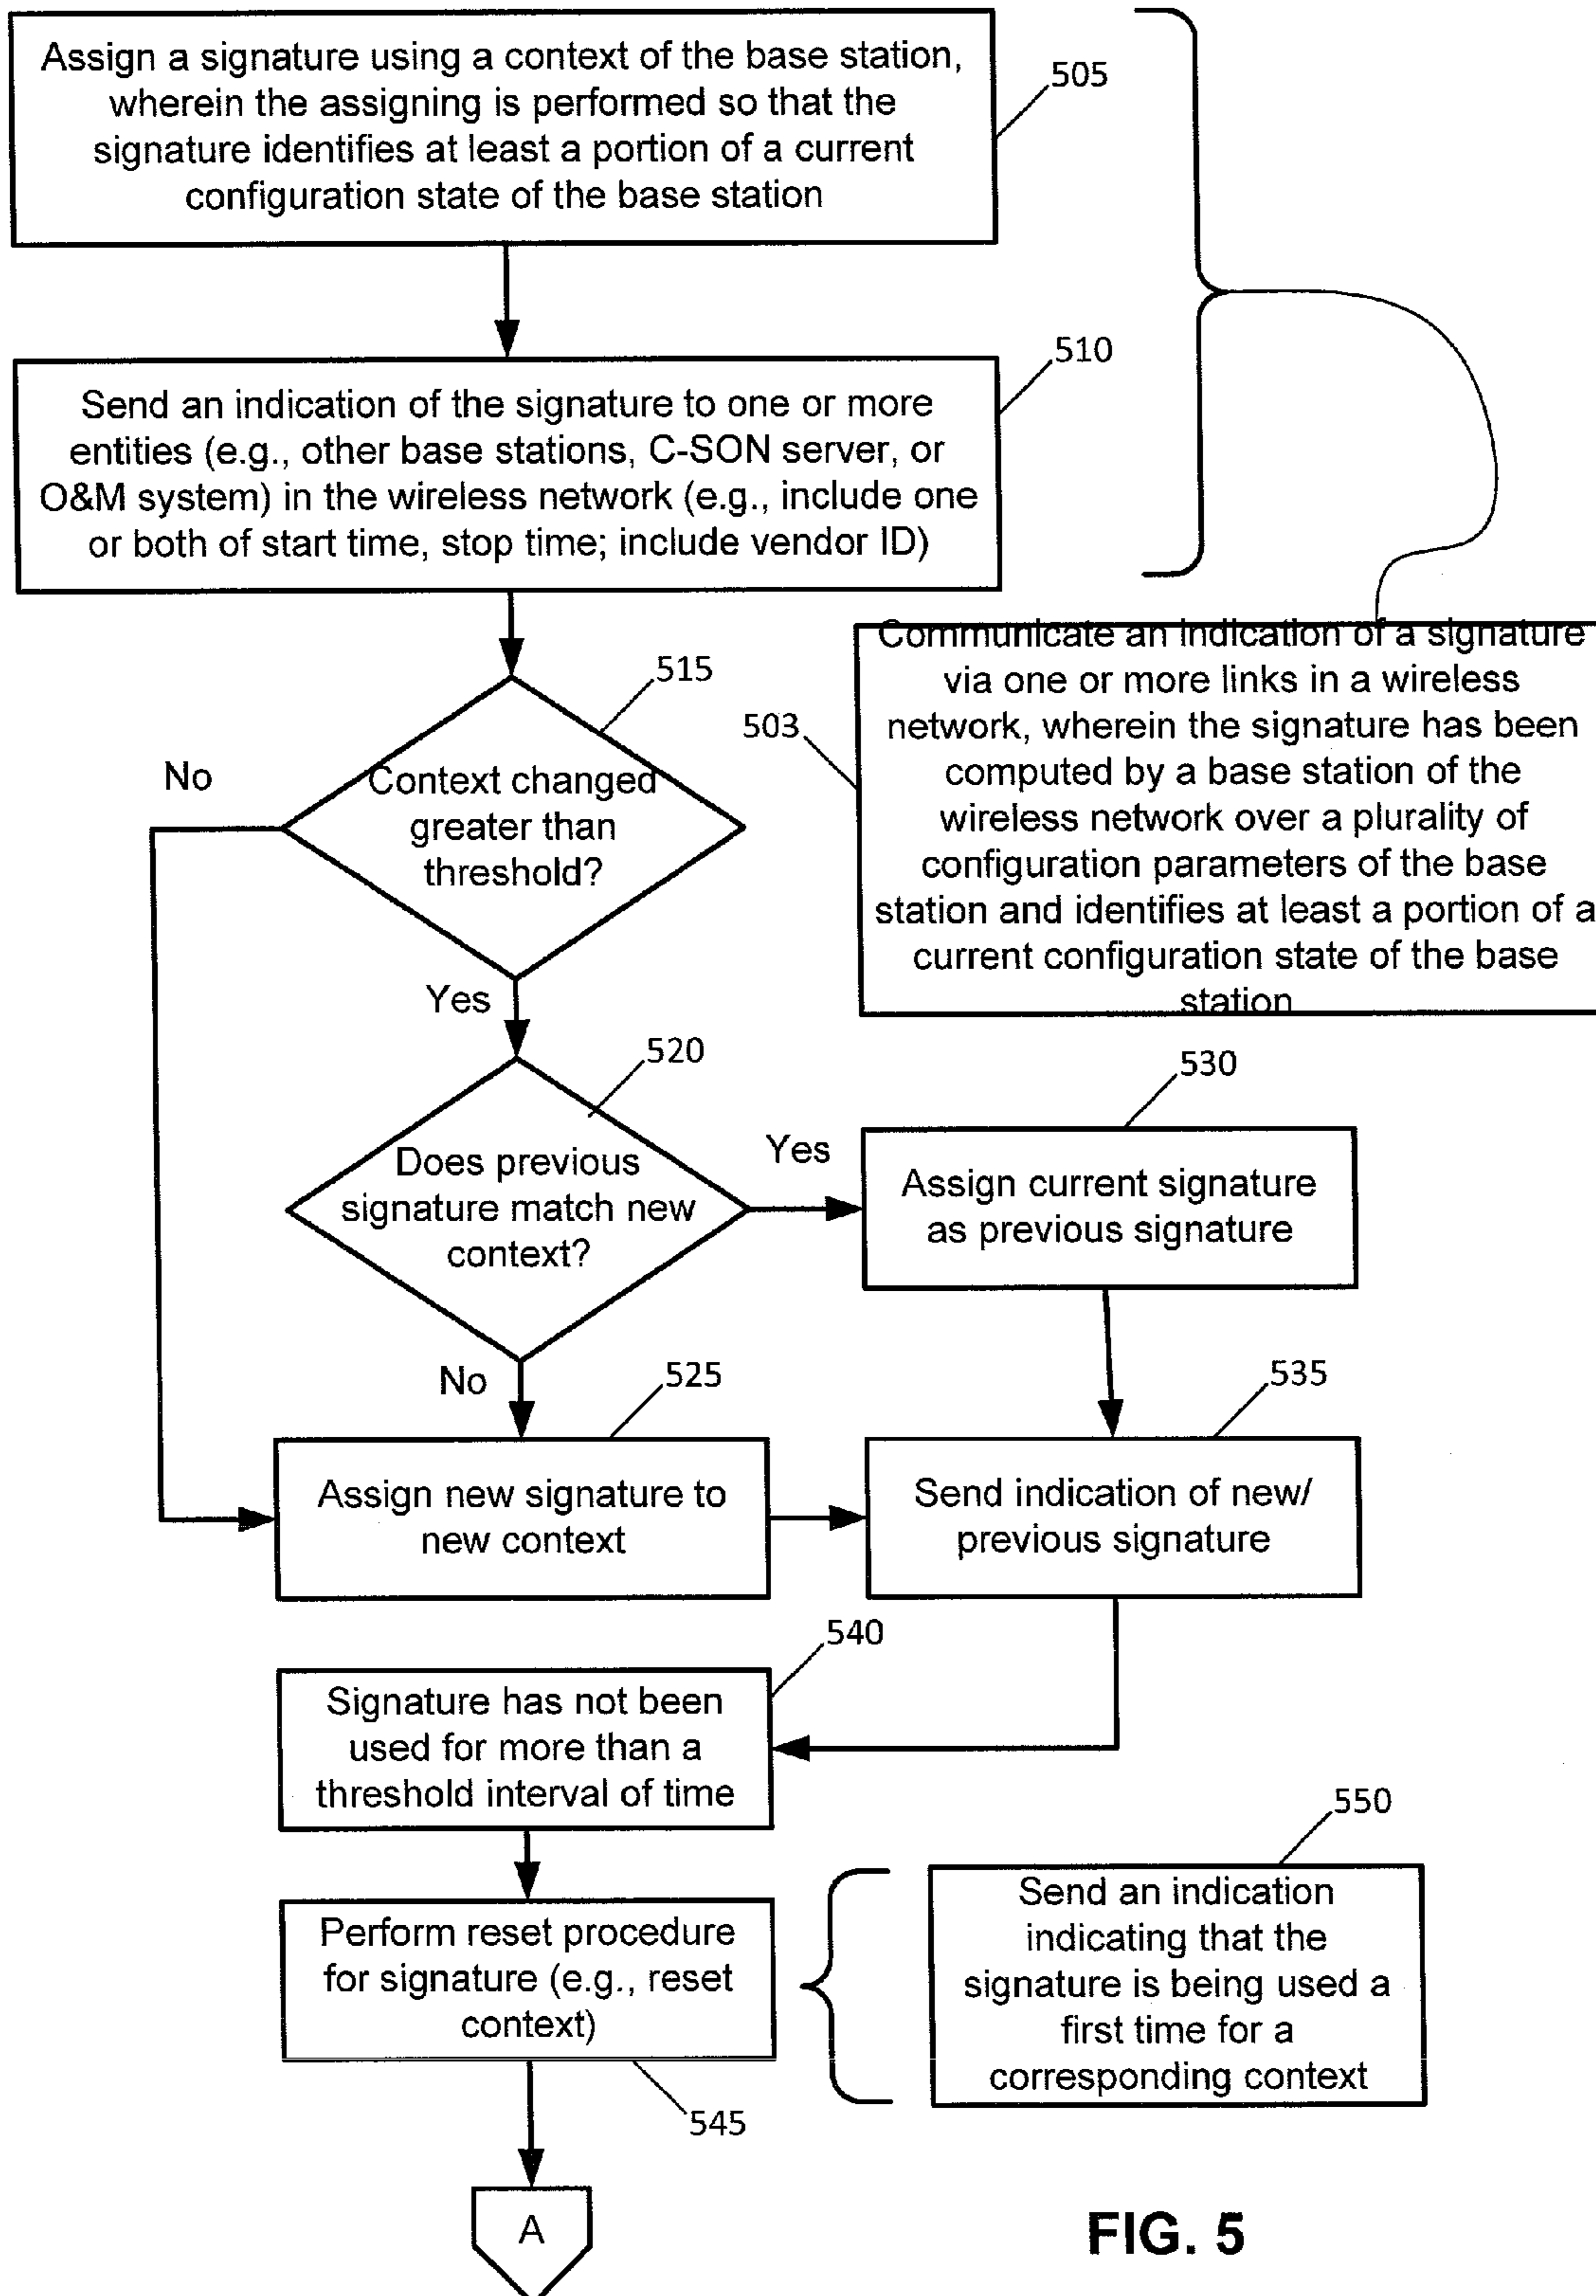 Assign a signature using a context of the base station,
wherein the assigning is performed so that the
signature identifies at least a portion of a current
configuration state of the base station
505
Send an indication of the signature to one or more
entities (e.g., other base stations, C-SON server, or
O&M system) in the wireless network (e.g., include one
or both of start time, stop time; include vendor ID)
510
Communicate an indication of a signature
via one or more links in a wireless
network, wherein the signature has been
computed by a base station of the
wireless network over a plurality of
configuration parameters of the base
station and identifies at least a portion of a
current configuration state of the base
station
503
515
No
Context changed
greater than
threshold?
Yes
520
Does previous
signature match new
context?
Yes
530
Assign current signature
as previous signature
No
525
Assign new signature to
new context
535
Send indication of new/
previous signature
540
Signature has not been
used for more than a
threshold interval of time
550
Send an indication
indicating that the
signature is being used a
first time for a
corresponding context
Perform reset procedure
for signature (e.g., reset
context)
545
A
FIG. 5